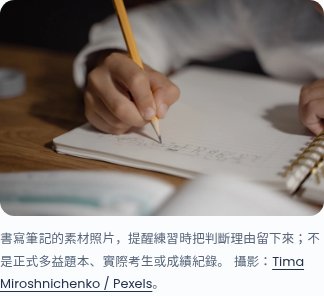 書寫筆記的素材照片，提醒練習時把判斷理由留下來；不
是正式多益題本、實際考生或成績紀錄。 攝影：Tima
Miroshnichenko / Pexels。